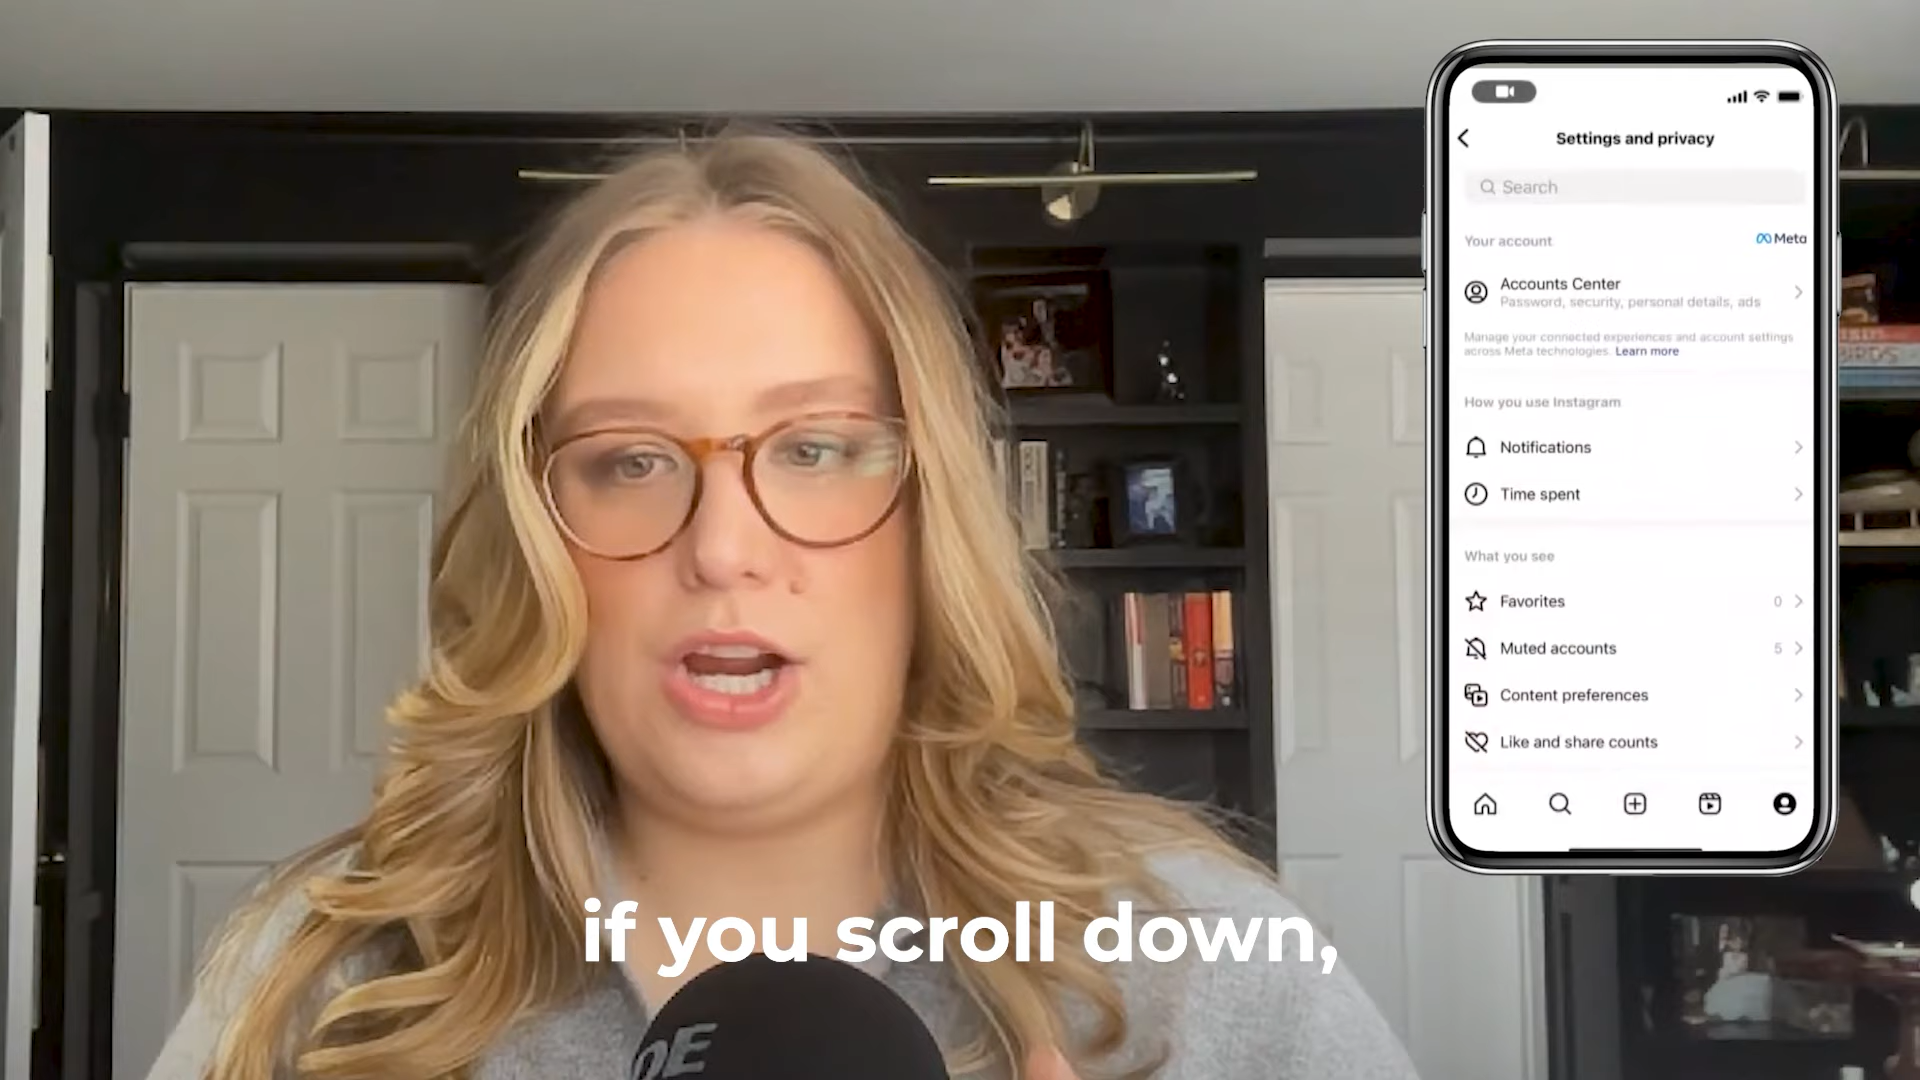 Settings and privacy
Search
Your account
Meta
Accounts Center
Password, security, personal details, ads
Manage your connected experiences and account settings
across Meta technologies. Learn more
How you use Instagram
Notifications
Time spent
What you see
Favorites
0
Muted accounts
5
Content preferences
Like and share counts
BIRDS
if you scroll down,